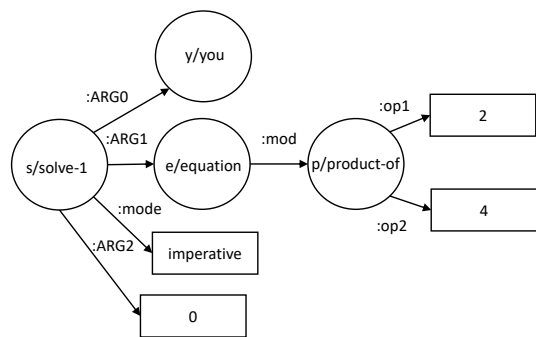 y/you
:ARG0
:op1
2
:ARG1
:mod
s/solve-1
e/equation
p/product-of
:mode
4
:op2
:ARG2
imperative
0